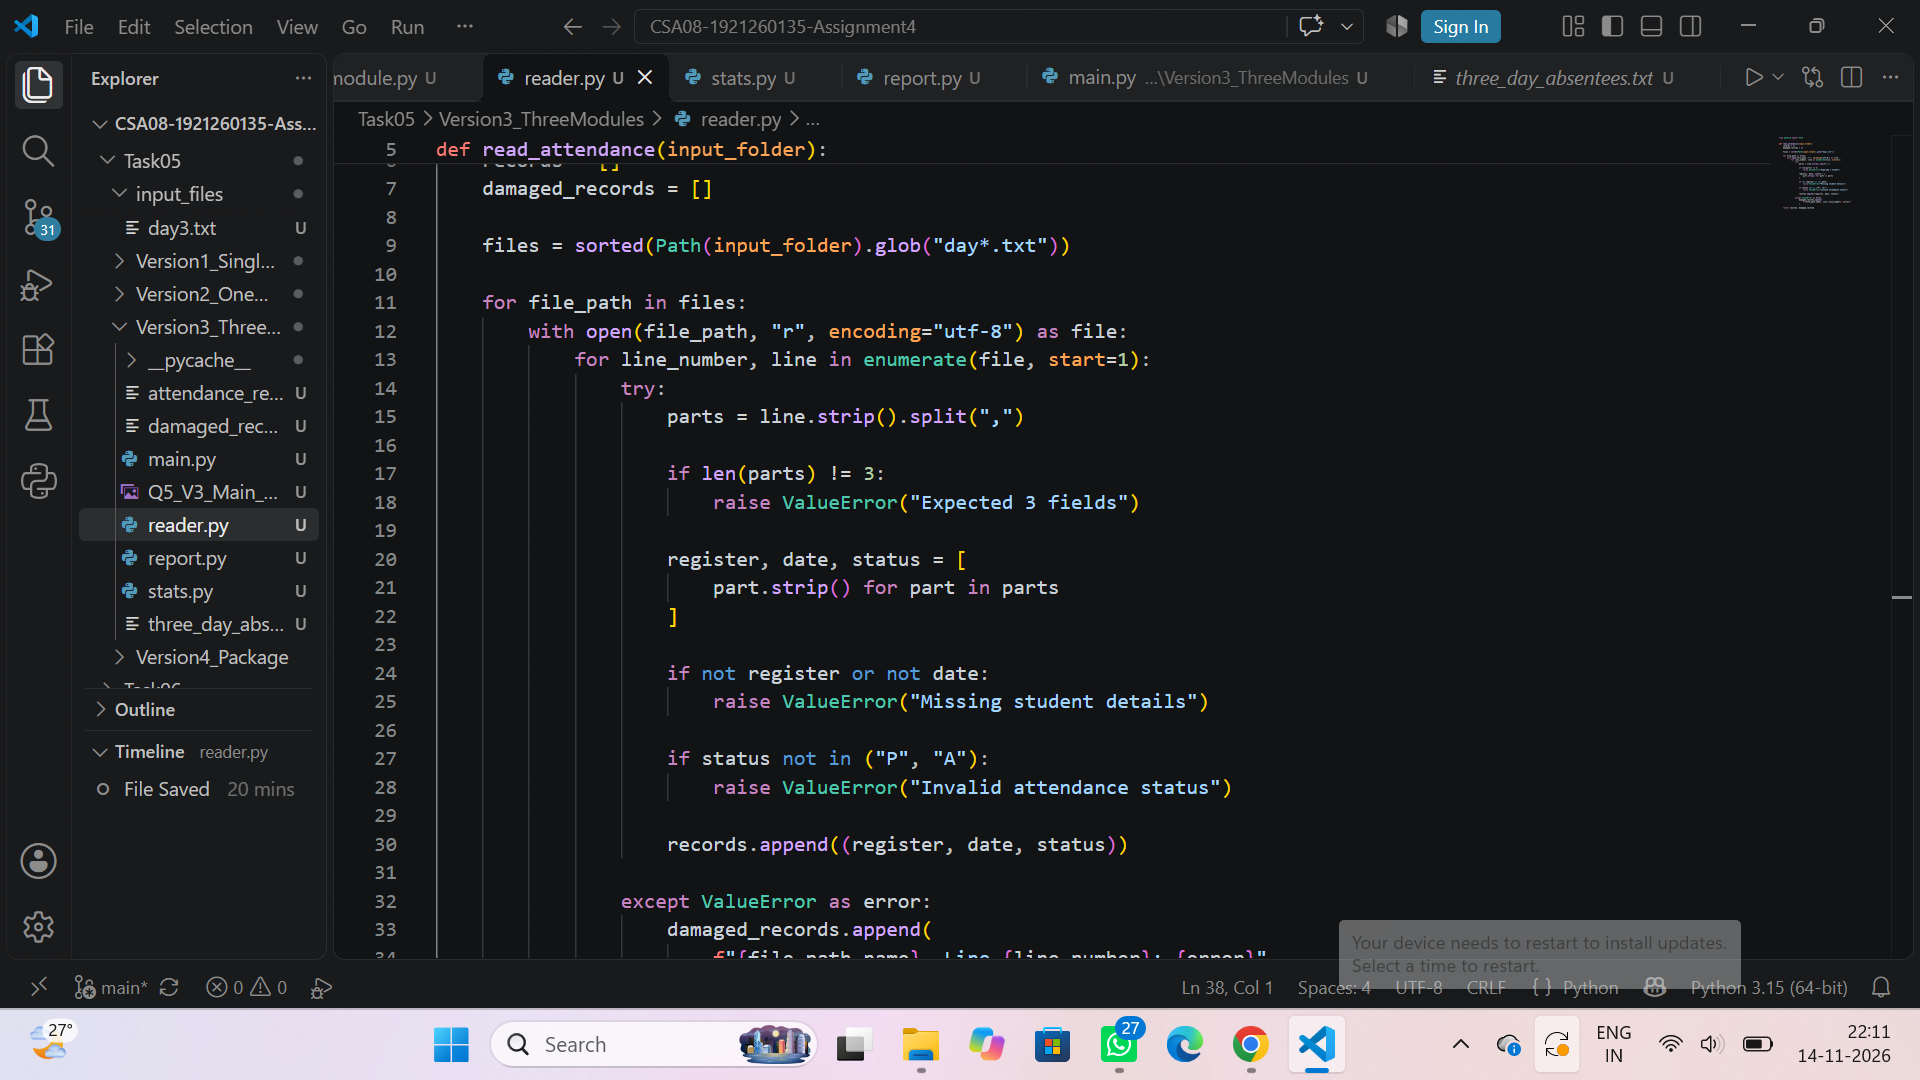 File Edit Selection View Go Run ...
CSA08-1921260135-Assignment4
Sign In
Explorer
module.py U
reader.py U
stats.py U
report.py U
main.py ...\Version3_ThreeModules U
three_day_absentees.txt U
Task05 > Version3_ThreeModules > reader.py > ...
CSA08-1921260135-Ass...
Task05
input_files
day3.txt U
Version1_Singl...
Version2_One...
Version3_Three...
__pycache__
attendance_re... U
damaged_rec... U
main.py U
Q5_V3_Main_... U
reader.py U
report.py U
stats.py U
three_day_abs... U
Version4_Package
Task06
Outline
Timeline reader.py
File Saved 20 mins
31
5 def read_attendance(input_folder):
records = []
7 damaged_records = []
8
9 files = sorted(Path(input_folder).glob("day*.txt"))
10
11 for file_path in files:
12 with open(file_path, "r", encoding="utf-8") as file:
13 for line_number, line in enumerate(file, start=1):
14 try:
15 parts = line.strip().split(",")
16
17 if len(parts) != 3:
18 raise ValueError("Expected 3 fields")
19
20 register, date, status = [
21 part.strip() for part in parts
22 ]
23
24 if not register or not date:
25 raise ValueError("Missing student details")
26
27 if status not in ("P", "A"):
28 raise ValueError("Invalid attendance status")
29
30 records.append((register, date, status))
31
32 except ValueError as error:
33 damaged_records.append(
34 f"{file_path.name}, Line {line_number}: {error}"
Your device needs to restart to install updates.
Select a time to restart.
main* 0 0
Ln 38, Col 1 Spaces: 4 UTF-8 CRLF { } Python Python 3.15 (64-bit)
27°
Search
27
ENG
IN
22:11
14-11-2026